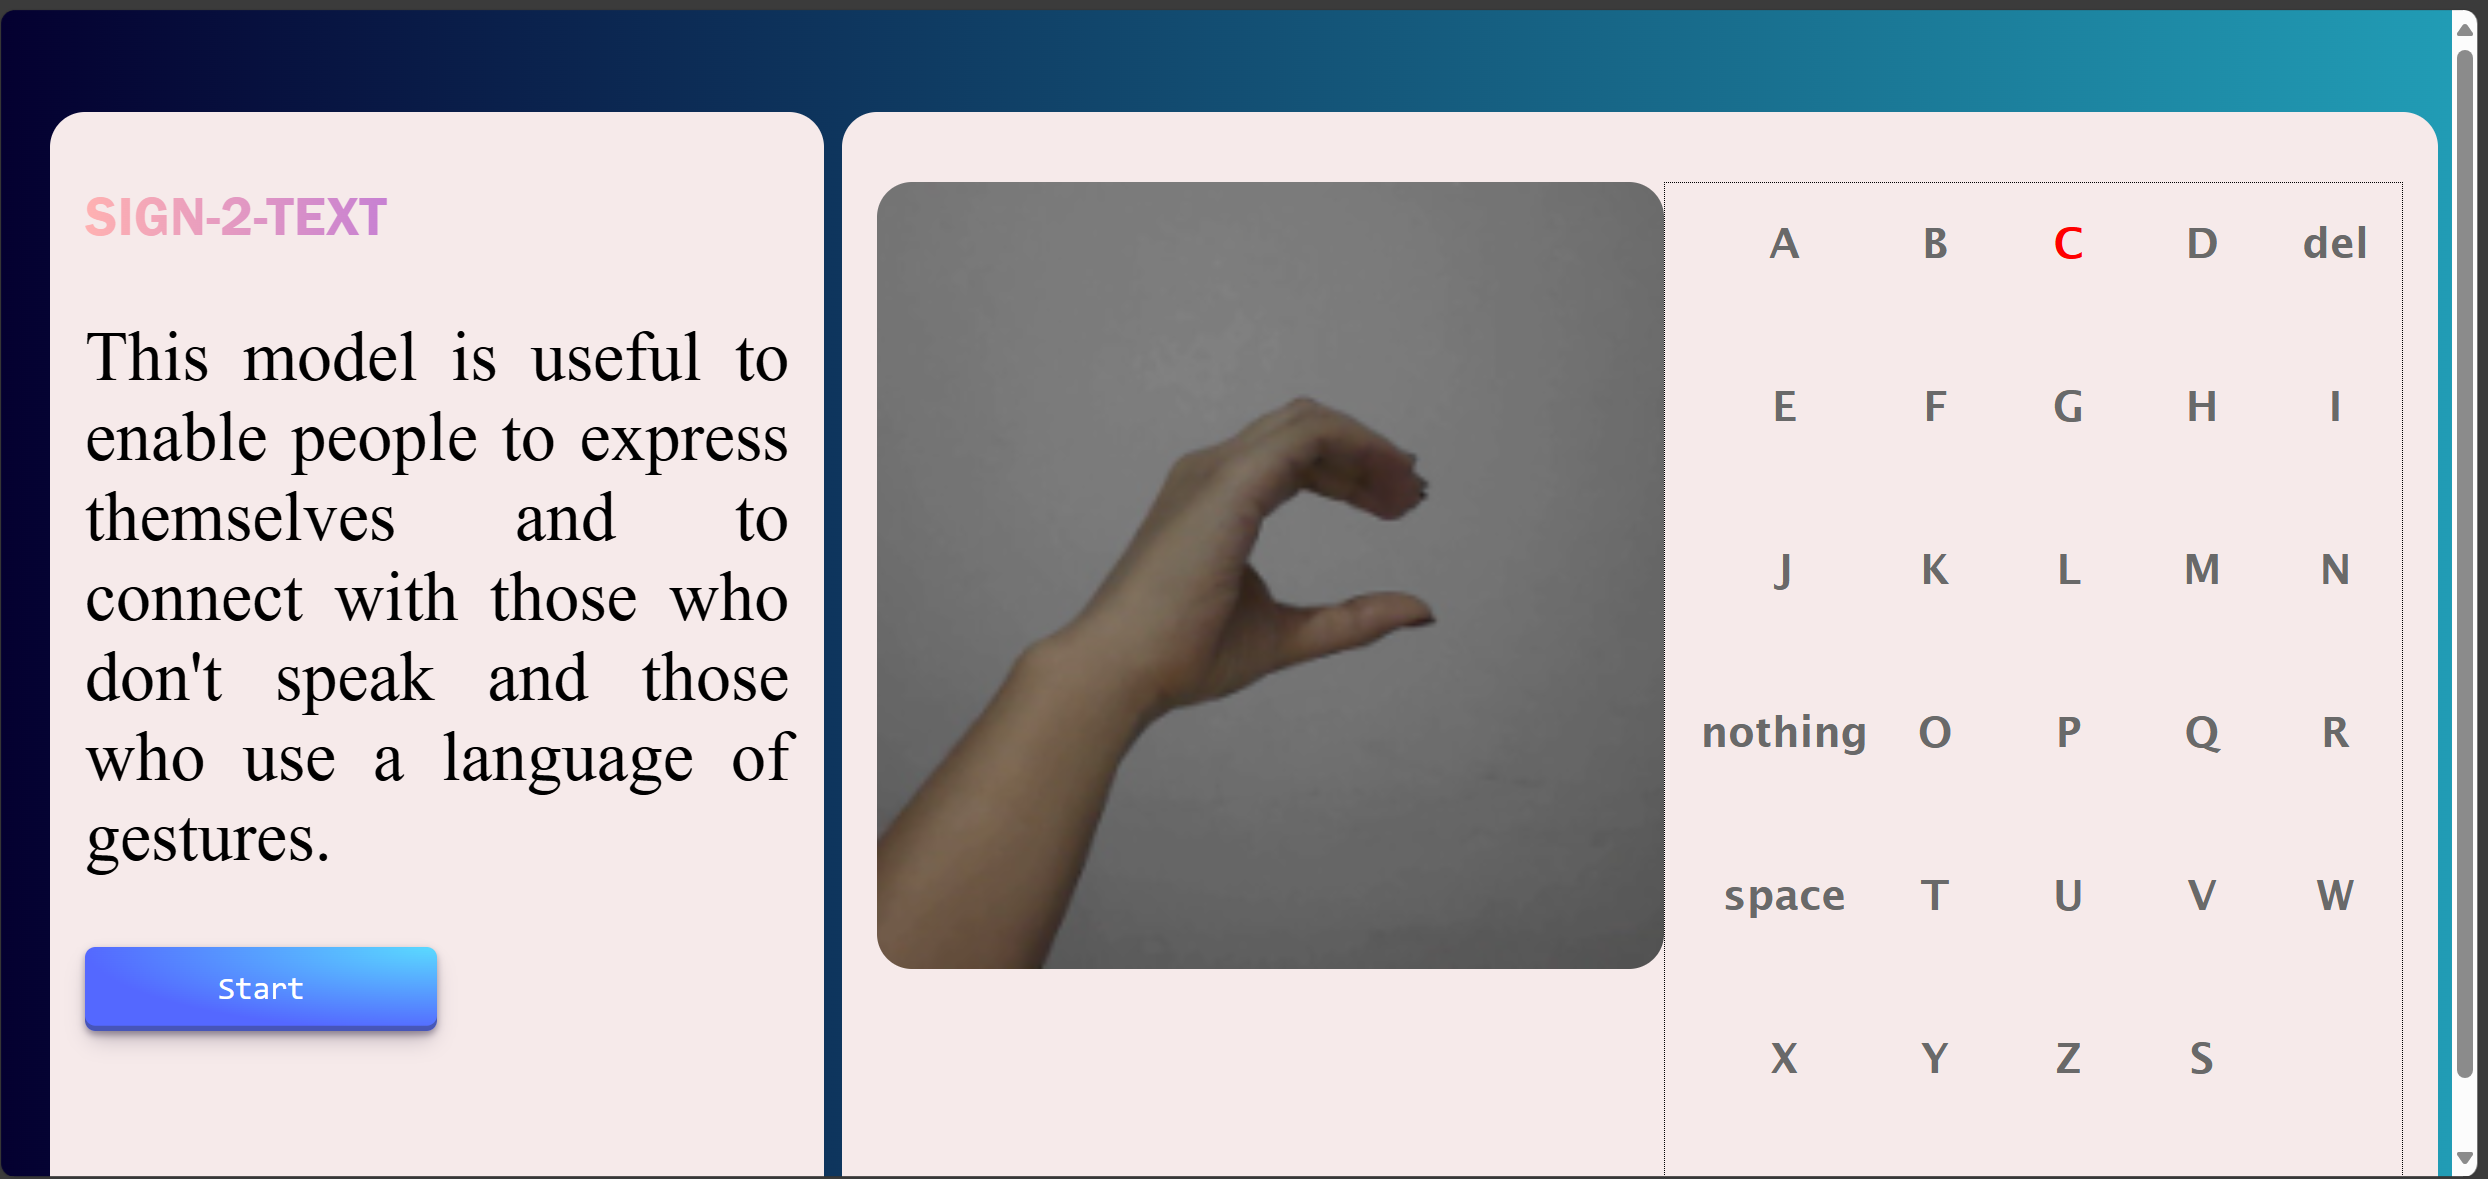 SIGN-2-TEXT
This model is useful to
enable people to express
themselves and to
connect with those who
don't speak and those
who use a language of
gestures.
Start
A B C D del
E F G H I
J K L M N
nothing O P Q R
space T U V W
X Y Z S